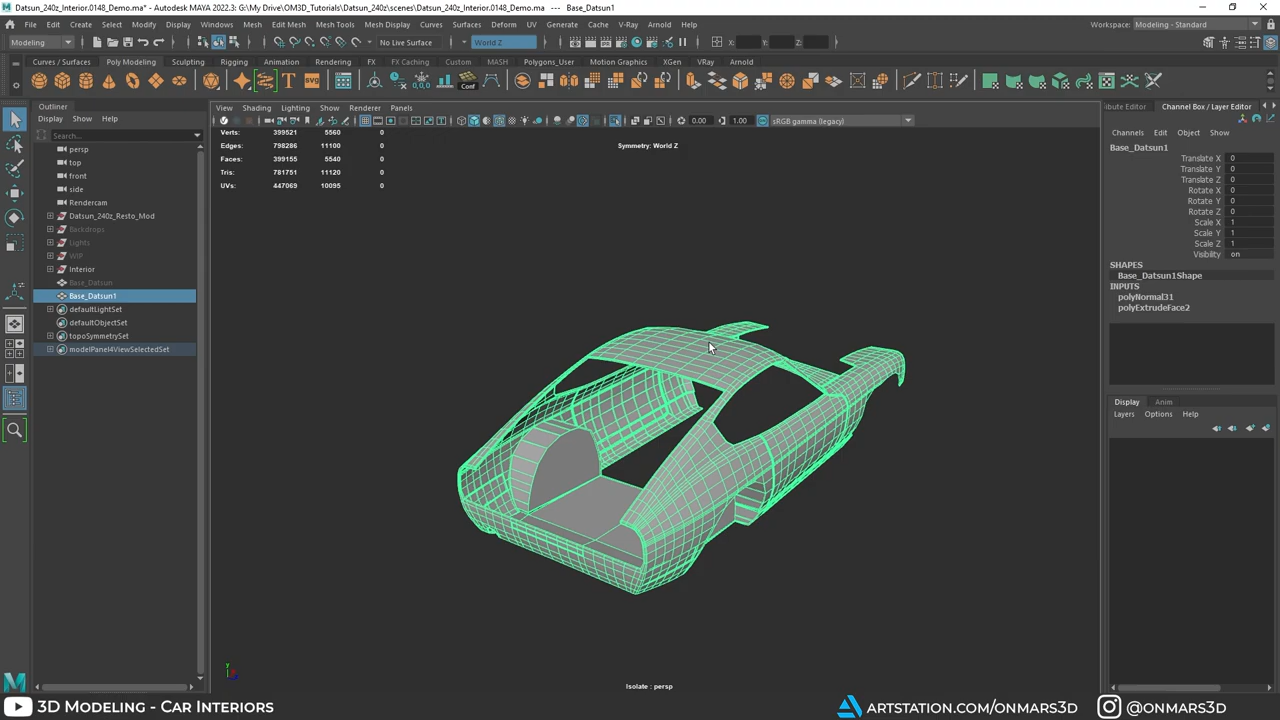 Datsun_240z_Interior.0148_Demo.ma* - Autodesk MAYA 2022.3: G:\My Drive\OM3D_Tutorials\Datsun_240z\scenes\Datsun_240z_Interior.0148_Demo.ma --- Base_Datsun1
File Edit Create Select Modify Display Windows Mesh Edit Mesh Mesh Tools Mesh Display Curves Surfaces Deform UV Generate Cache V-Ray Arnold Help
Workspace: Modeling - Standard
Modeling No Live Surface World Z X: Y: Z:
Curves / Surfaces Poly Modeling Sculpting Rigging Animation Rendering FX FX Caching Custom MASH Polygons_User Motion Graphics XGen VRay Arnold
svg 0,0,0 Conf
Outliner
Display Show Help
Search...
persp
top
front
side
Rendercam
Datsun_240z_Resto_Mod
Backdrops
Lights
WIP
Interior
Base_Datsun
Base_Datsun1
defaultLightSet
defaultObjectSet
topoSymmetrySet
modelPanel4ViewSelectedSet
View Shading Lighting Show Renderer Panels
0.00 1.00 sRGB gamma (legacy)
Verts: 399521 5560 0
Edges: 798286 11100 0
Faces: 399155 5540 0
Tris: 781751 11120 0
UVs: 447069 10095 0
Symmetry: World Z
y
Isolate : persp
bute Editor Channel Box / Layer Editor
Channels Edit Object Show
Base_Datsun1
Translate X 0
Translate Y 0
Translate Z 0
Rotate X 0
Rotate Y 0
Rotate Z 0
Scale X 1
Scale Y 1
Scale Z 1
Visibility on
SHAPES
Base_Datsun1Shape
INPUTS
polyNormal31
polyExtrudeFace2
Display Anim
Layers Options Help
3D MODELING - CAR INTERIORS
ARTSTATION.COM/ONMARS3D
@ONMARS3D